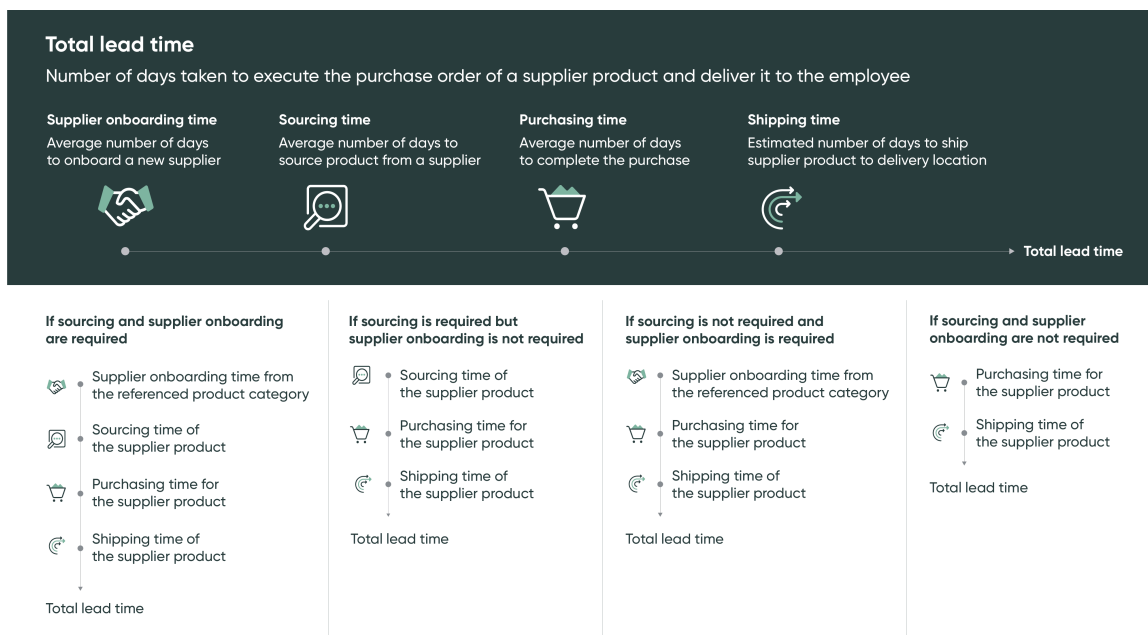 Total lead time
Number of days taken to execute the purchase order of a supplier product and deliver it to the employee
Supplier onboarding time
Average number of days
to onboard a new supplier
Sourcing time
Average number of days to
source product from a supplier
Purchasing time
Average number of days
to complete the purchase
Shipping time
Estimated number of days to ship
supplier product to delivery location
Total lead time
If sourcing and supplier onboarding
are required
Supplier onboarding time from
the referenced product category
Sourcing time of
the supplier product
Purchasing time for
the supplier product
Shipping time of
the supplier product
Total lead time
If sourcing is required but
supplier onboarding is not required
Sourcing time of
the supplier product
Purchasing time for
the supplier product
Shipping time of
the supplier product
Total lead time
If sourcing is not required and
supplier onboarding is required
Supplier onboarding time from
the referenced product category
Purchasing time for
the supplier product
Shipping time of
the supplier product
Total lead time
If sourcing and supplier
onboarding are not required
Purchasing time for
the supplier product
Shipping time of
the supplier product
Total lead time